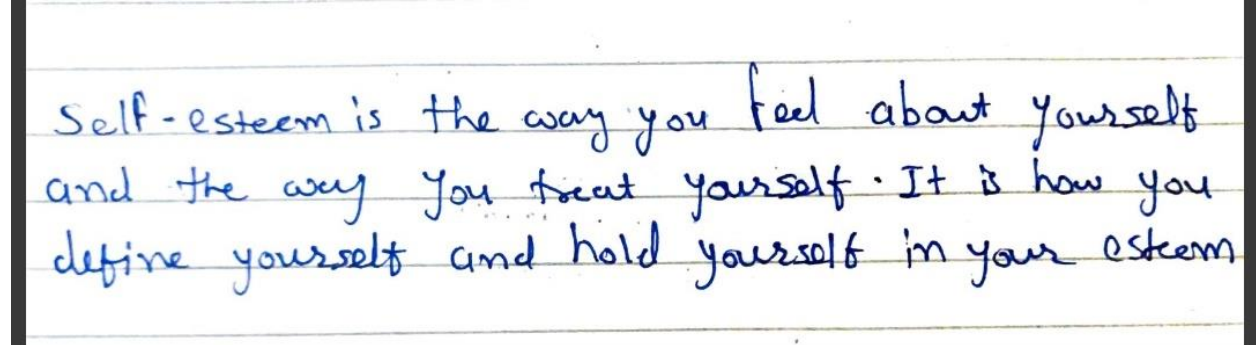 Self-esteem is the way you feel about yourself
and the way you treat yourself. It is how you
define yourself and hold yourself in your esteem